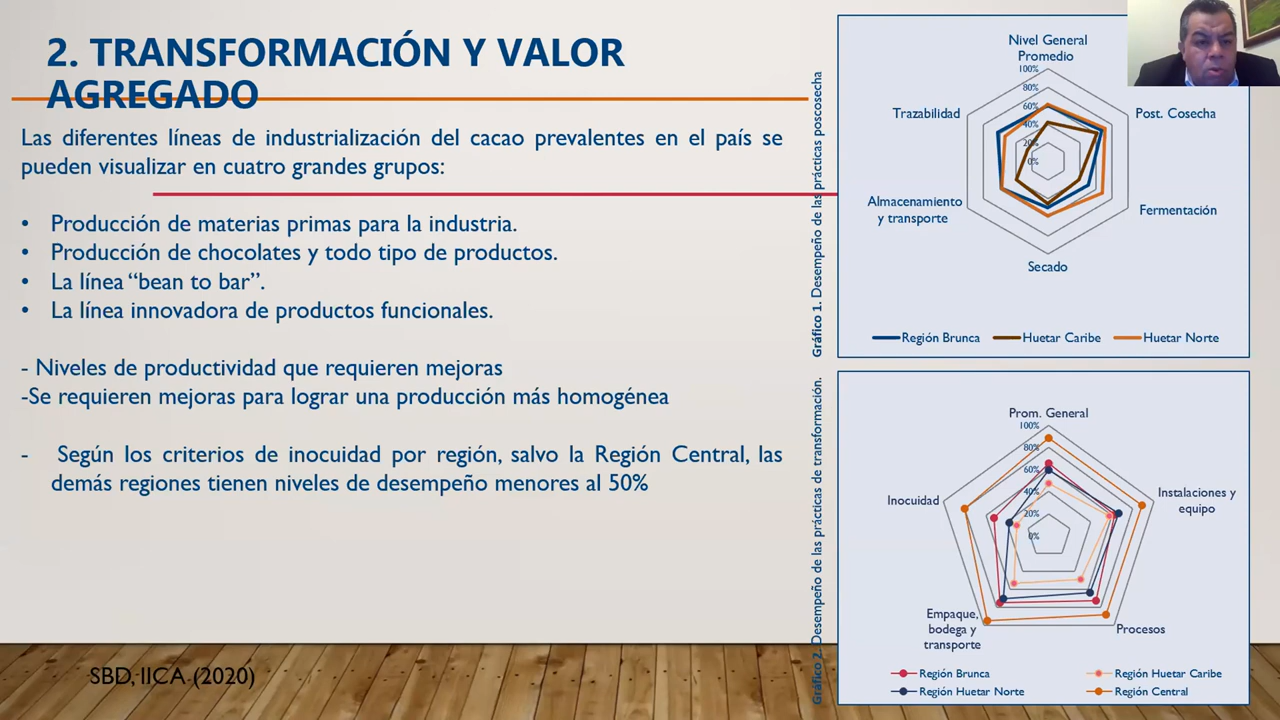 2. TRANSFORMACIÓN Y VALOR
AGREGADO
Las diferentes líneas de industrialización del cacao prevalentes en el país se
pueden visualizar en cuatro grandes grupos:
• Producción de materias primas para la industria.
• Producción de chocolates y todo tipo de productos.
• La línea “bean to bar”.
• La línea innovadora de productos funcionales.
- Niveles de productividad que requieren mejoras
-Se requieren mejoras para lograr una producción más homogénea
- Según los criterios de inocuidad por región, salvo la Región Central, las
demás regiones tienen niveles de desempeño menores al 50%
SBD, IICA (2020)
Gráfico 1. Desempeño de las prácticas poscosecha
Nivel General
Promedio
100%
80%
60%
40%
20%
0%
Trazabilidad
Post. Cosecha
Almacenamiento
y transporte
Fermentación
Secado
Región Brunca
Huetar Caribe
Huetar Norte
Gráfico 2. Desempeño de las prácticas de transformación.
Prom. General
100%
80%
60%
40%
20%
0%
Inocuidad
Instalaciones y
equipo
Empaque,
bodega y
transporte
Procesos
Región Brunca
Región Huetar Caribe
Región Huetar Norte
Región Central